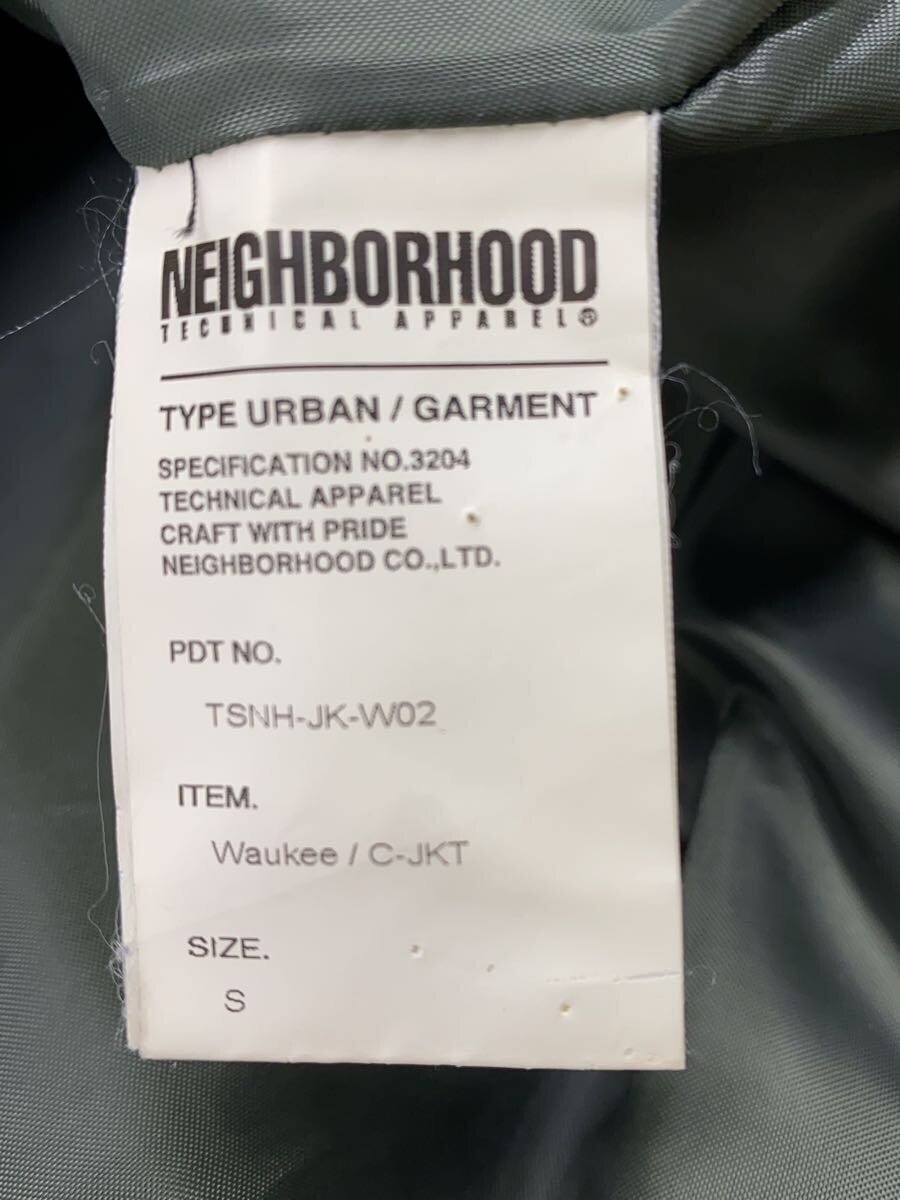 NEIGHBORHOOD
TECHNICAL APPAREL®
TYPE URBAN / GARMENT
SPECIFICATION NO.3204
TECHNICAL APPAREL
CRAFT WITH PRIDE
NEIGHBORHOOD CO.,LTD.
PDT NO.
TSNH-JK-W02
ITEM.
Waukee / C-JKT
SIZE.
S